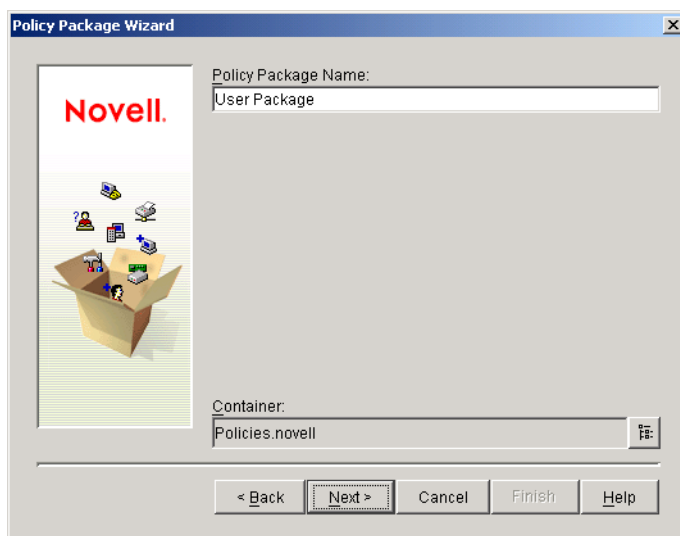 Policy Package Wizard
Novell.
Policy Package Name:
User Package
Container:
Policies.novell
< Back
Next >
Cancel
Finish
Help